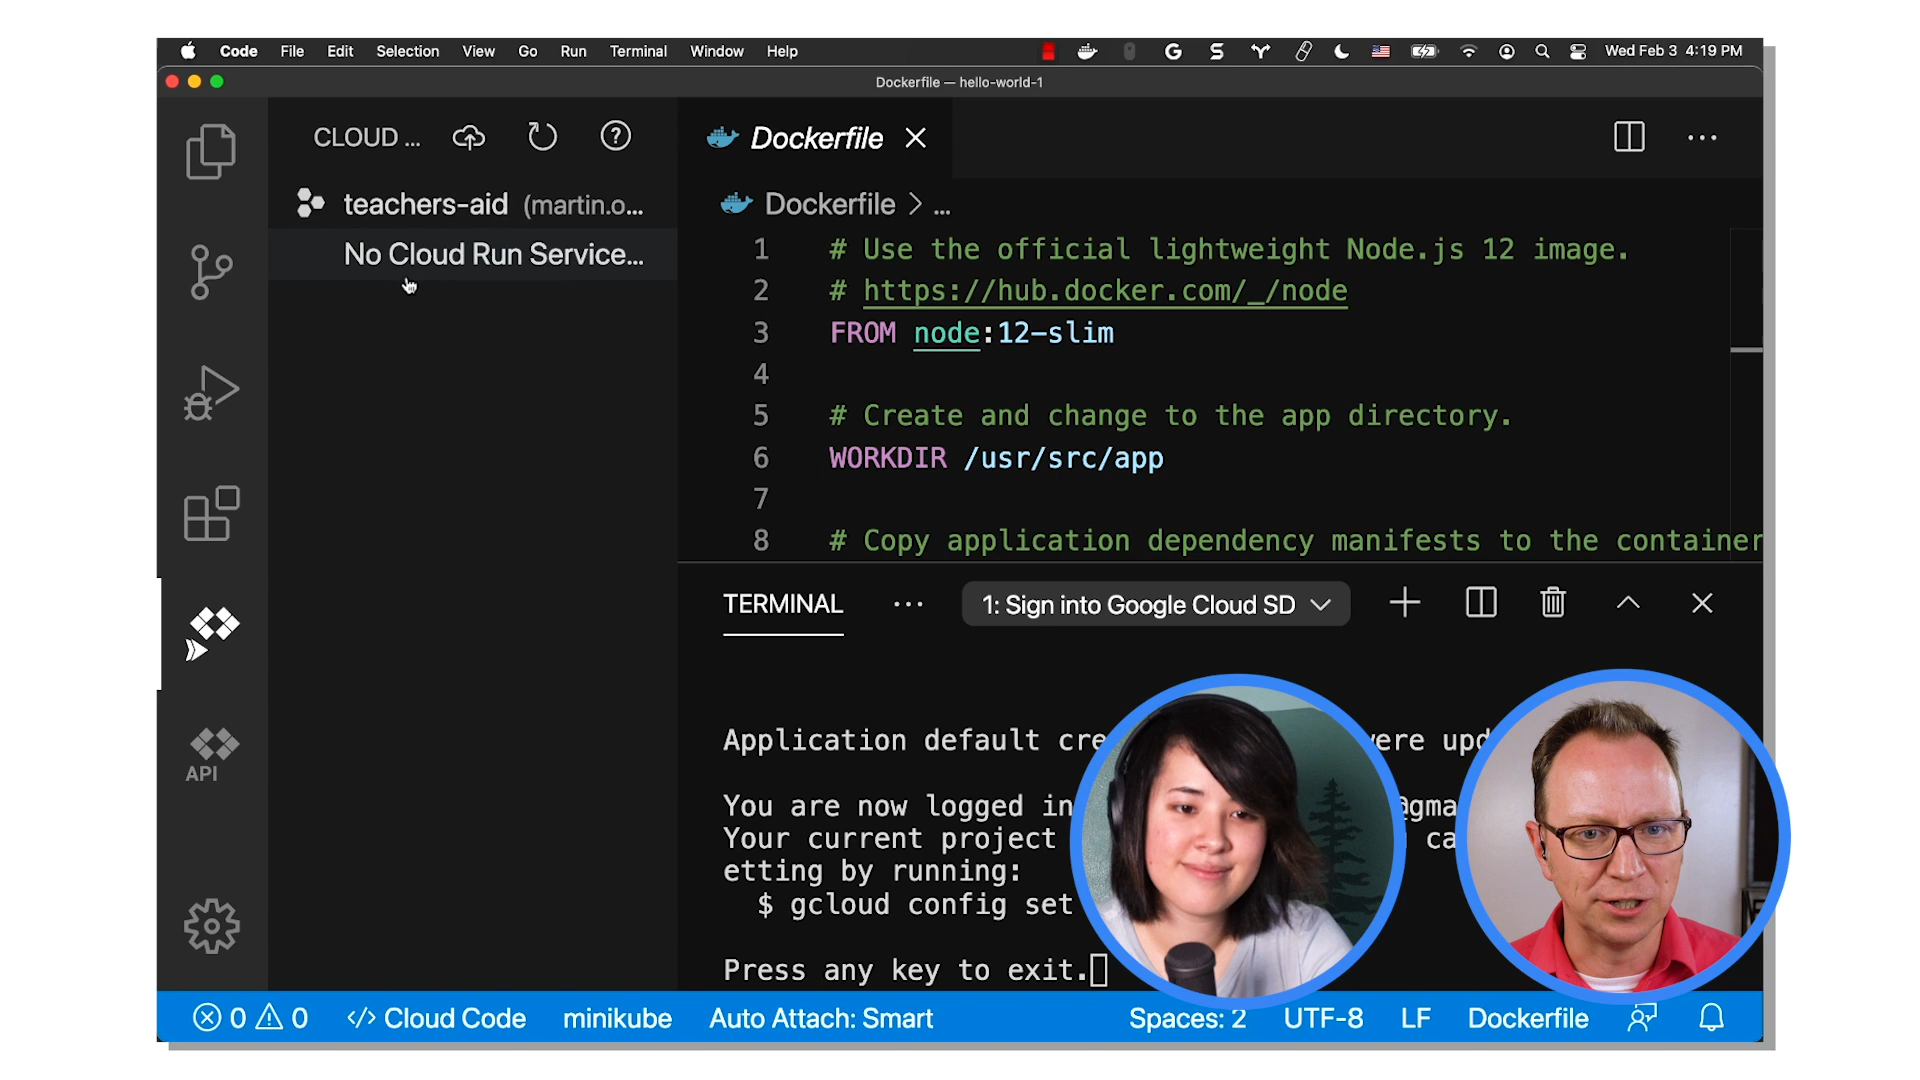 Code File Edit Selection View Go Run Terminal Window Help Wed Feb 3 4:19 PM
Dockerfile — hello-world-1
CLOUD ...
teachers-aid (martin.o...
No Cloud Run Service...
API
Dockerfile
Dockerfile > ...
1 # Use the official lightweight Node.js 12 image.
2 # https://hub.docker.com/_/node
3 FROM node:12-slim
4
5 # Create and change to the app directory.
6 WORKDIR /usr/src/app
7
8 # Copy application dependency manifests to the container
TERMINAL ... 1: Sign into Google Cloud SD
Application default cre were upd
You are now logged in @gma
Your current project ca
etting by running:
$ gcloud config set
Press any key to exit.
0 0 </> Cloud Code minikube Auto Attach: Smart Spaces: 2 UTF-8 LF Dockerfile